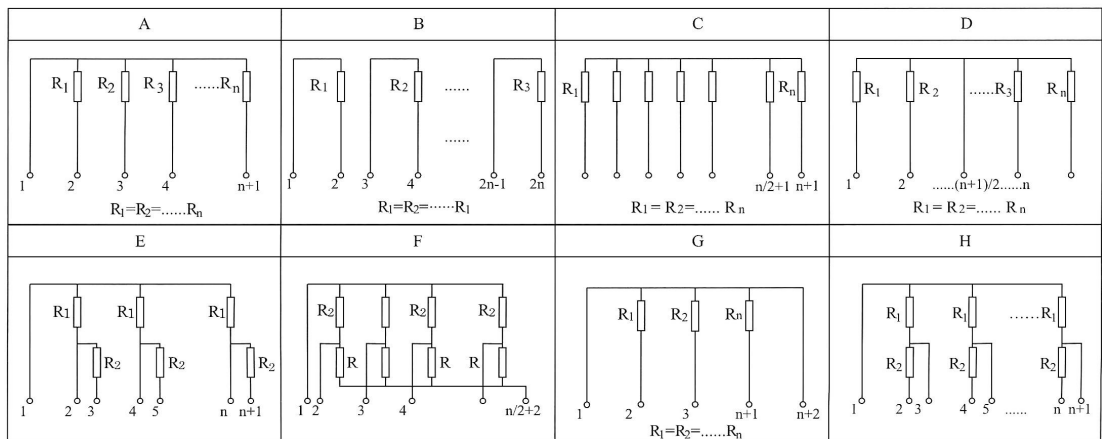 A
B
C
D
R1 R2 R3 ......Rn
1 2 3 4 n+1
R1=R2=......Rn
R1 R2 ...... R3
......
1 2 3 4 2n-1 2n
R1=R2=······R1
R1 Rn
n/2+1 n+1
R1=R2=...... Rn
R1 R2 ......R3 Rn
1 2 ......(n+1)/2......n
R1=R2=...... Rn
E
F
G
H
R1 R1 R1
R2 R2 R2
1 2 3 4 5 n n+1
R2 R2 R2
R R R
1 2 3 4 n/2+2
R1 R2 Rn
1 2 3 n+1 n+2
R1=R2=......Rn
R1 R1 ......R1
R2 R2 R2
1 2 3 4 5 ...... n n+1